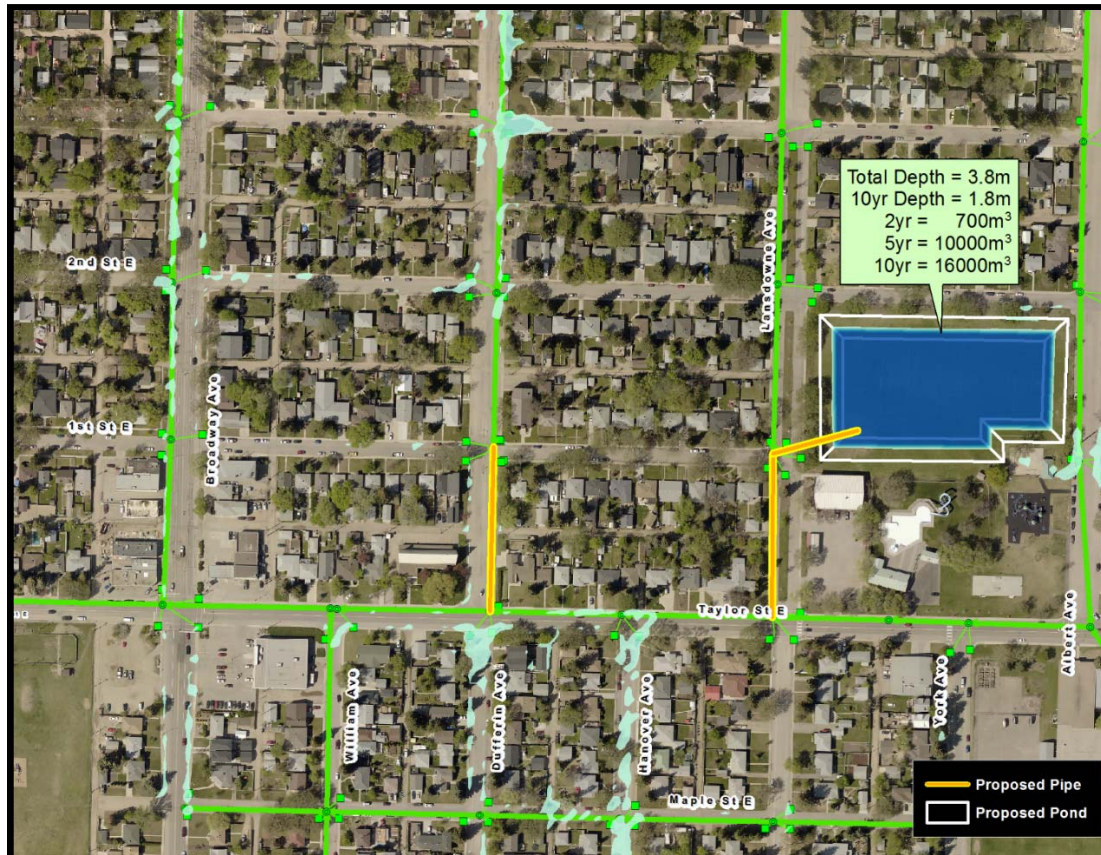 Total Depth = 3.8m
10yr Depth = 1.8m
2yr = 700m³
5yr = 10000m³
10yr = 16000m³
Lansdowne Ave
2nd St E
1st St E
Broadway Ave
Taylor St E
Albert Ave
York Ave
William Ave
Dufferin Ave
Hanover Ave
Maple St E
Proposed Pipe
Proposed Pond